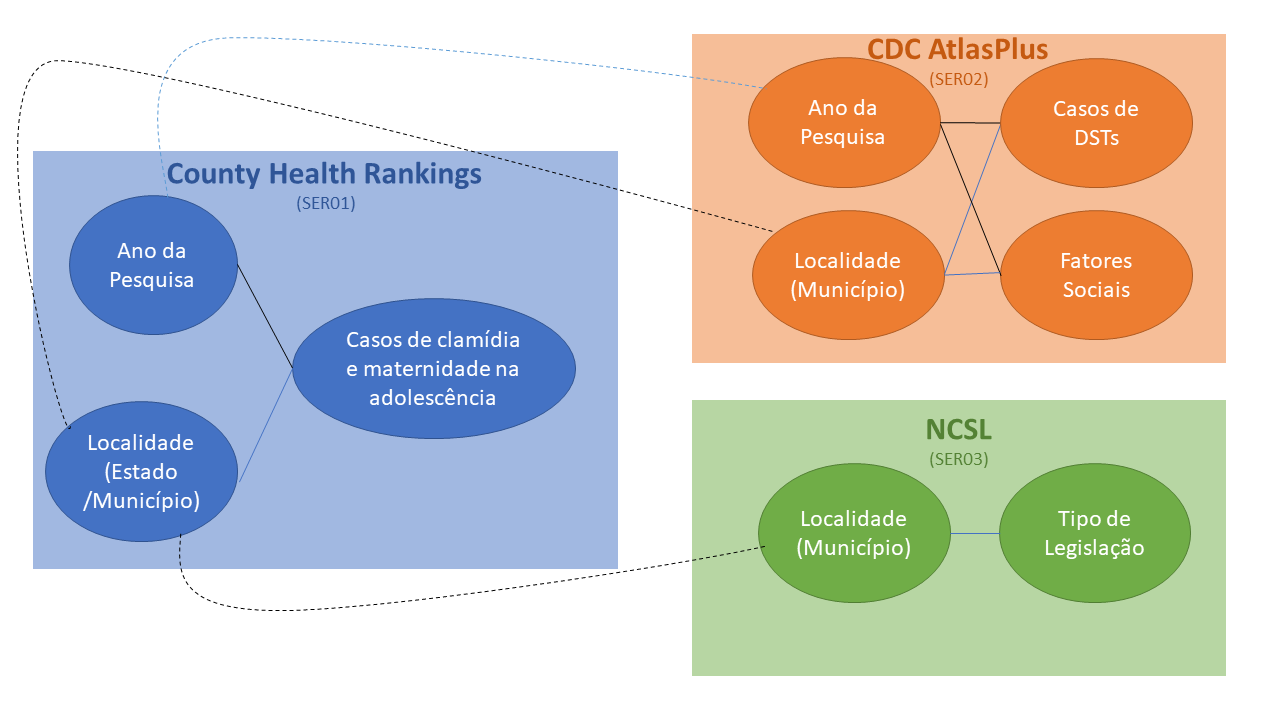 County Health Rankings
(SER01)
Ano da
Pesquisa
Casos de clamídia
e maternidade na
adolescência
Localidade
(Estado
/Município)
CDC AtlasPlus
(SER02)
Ano da
Pesquisa
Casos de
DSTs
Localidade
(Município)
Fatores
Sociais
NCSL
(SER03)
Localidade
(Município)
Tipo de
Legislação